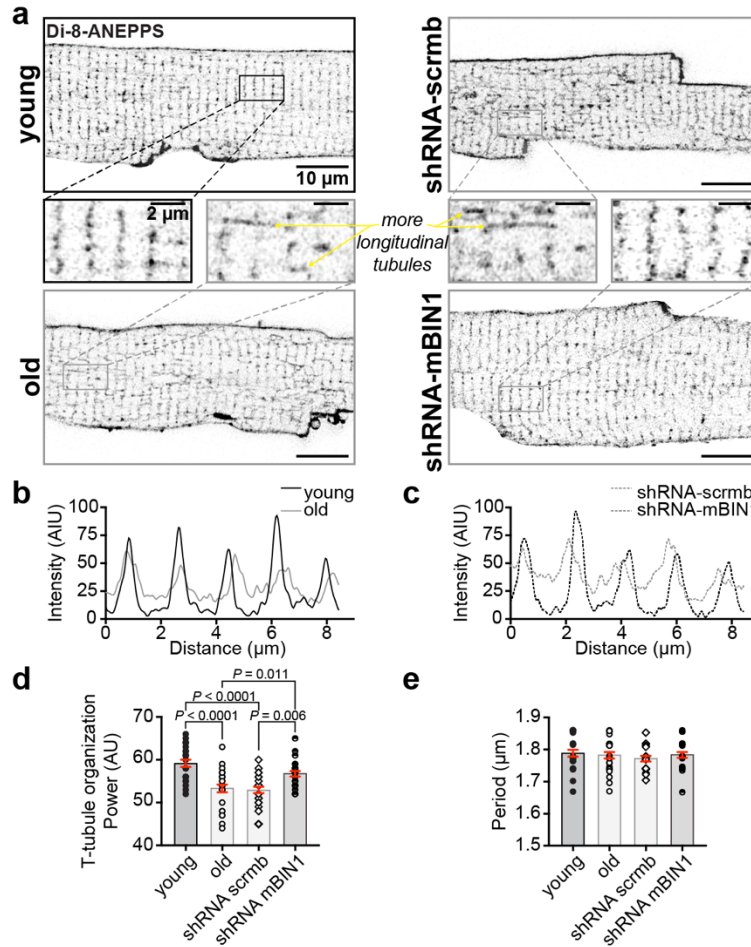 a
Di-8-ANEPPS
young
10 µm
shRNA-scrmb
2 µm
more
longitudinal
tubules
old
shRNA-mBIN1
b
young
old
Intensity (AIU)
100
75
50
25
0
0 2 4 6 8
Distance (µm)
c
shRNA-scrmb
shRNA-mBIN1
Intensity (AIU)
100
75
50
25
0
0 2 4 6 8
Distance (µm)
d
P = 0.011
P < 0.0001
P < 0.0001
P = 0.006
T-tubule organization
Power (AU)
70
60
50
40
young
old
shRNA scrmb
shRNA mBIN1
e
Period (µm)
1.9
1.8
1.7
1.6
1.5
young
old
shRNA scrmb
shRNA mBIN1